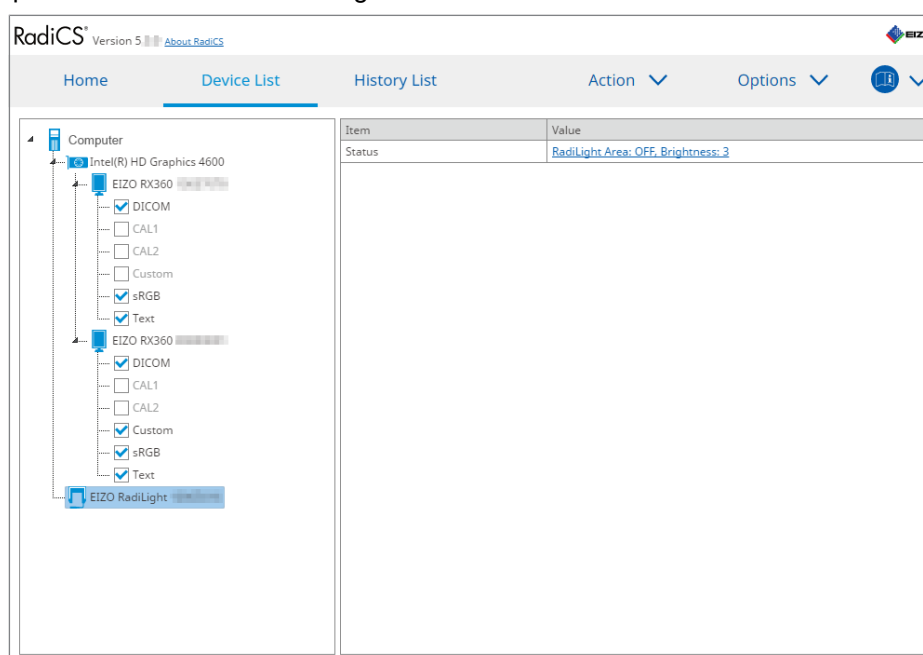 RadiCS® Version 5. About RadiCS
EIZ
Home Device List History List Action Options
Computer
Intel(R) HD Graphics 4600
EIZO RX360
DICOM
CAL1
CAL2
Custom
sRGB
Text
EIZO RX360
DICOM
CAL1
CAL2
Custom
sRGB
Text
EIZO RadiLight
Item Value
Status RadiLight Area: OFF, Brightness: 3